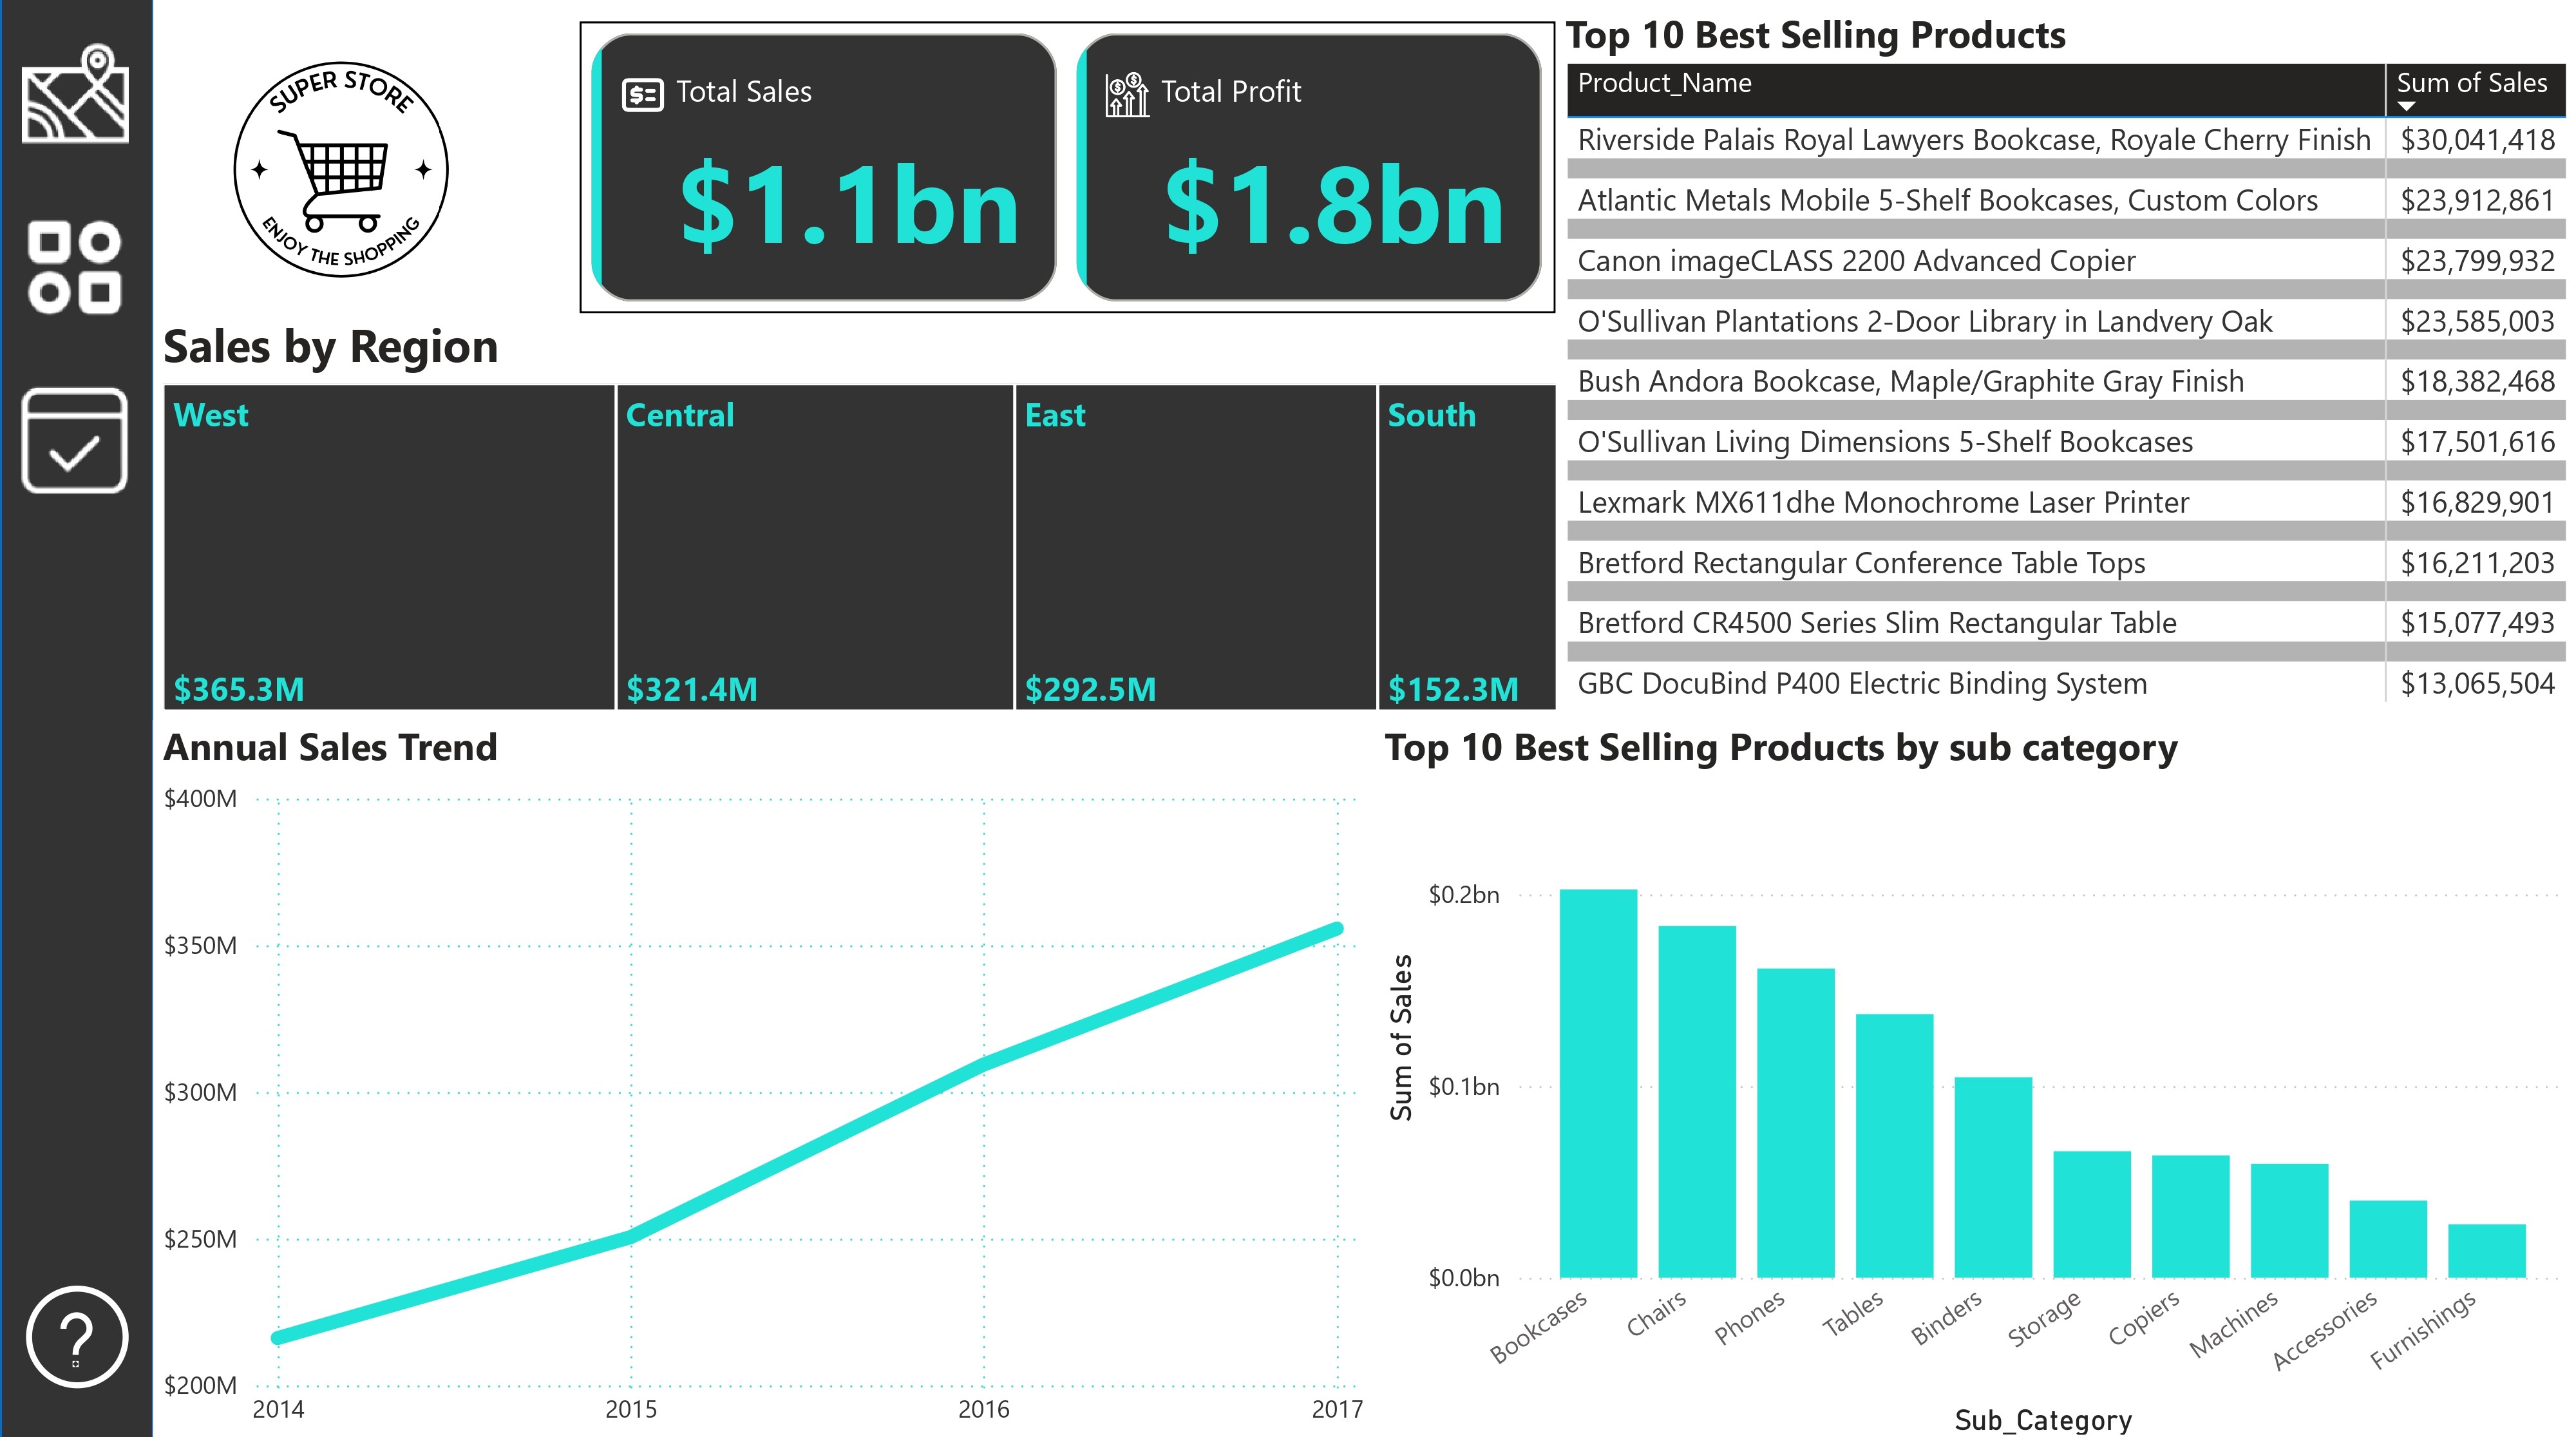 SUPER STORE
ENJOY THE SHOPPING
Total Sales
$1.1bn
Total Profit
$1.8bn
Top 10 Best Selling Products
Product_Name Sum of Sales
Riverside Palais Royal Lawyers Bookcase, Royale Cherry Finish $30,041,418
Atlantic Metals Mobile 5-Shelf Bookcases, Custom Colors $23,912,861
Canon imageCLASS 2200 Advanced Copier $23,799,932
O'Sullivan Plantations 2-Door Library in Landvery Oak $23,585,003
Bush Andora Bookcase, Maple/Graphite Gray Finish $18,382,468
O'Sullivan Living Dimensions 5-Shelf Bookcases $17,501,616
Lexmark MX611dhe Monochrome Laser Printer $16,829,901
Bretford Rectangular Conference Table Tops $16,211,203
Bretford CR4500 Series Slim Rectangular Table $15,077,493
GBC DocuBind P400 Electric Binding System $13,065,504
Sales by Region
West Central East South
$365.3M $321.4M $292.5M $152.3M
Annual Sales Trend
$400M
$350M
$300M
$250M
$200M
2014 2015 2016 2017
Top 10 Best Selling Products by sub category
Sum of Sales
$0.2bn
$0.1bn
$0.0bn
Bookcases Chairs Phones Tables Binders Storage Copiers Machines Accessories Furnishings
Sub_Category
?